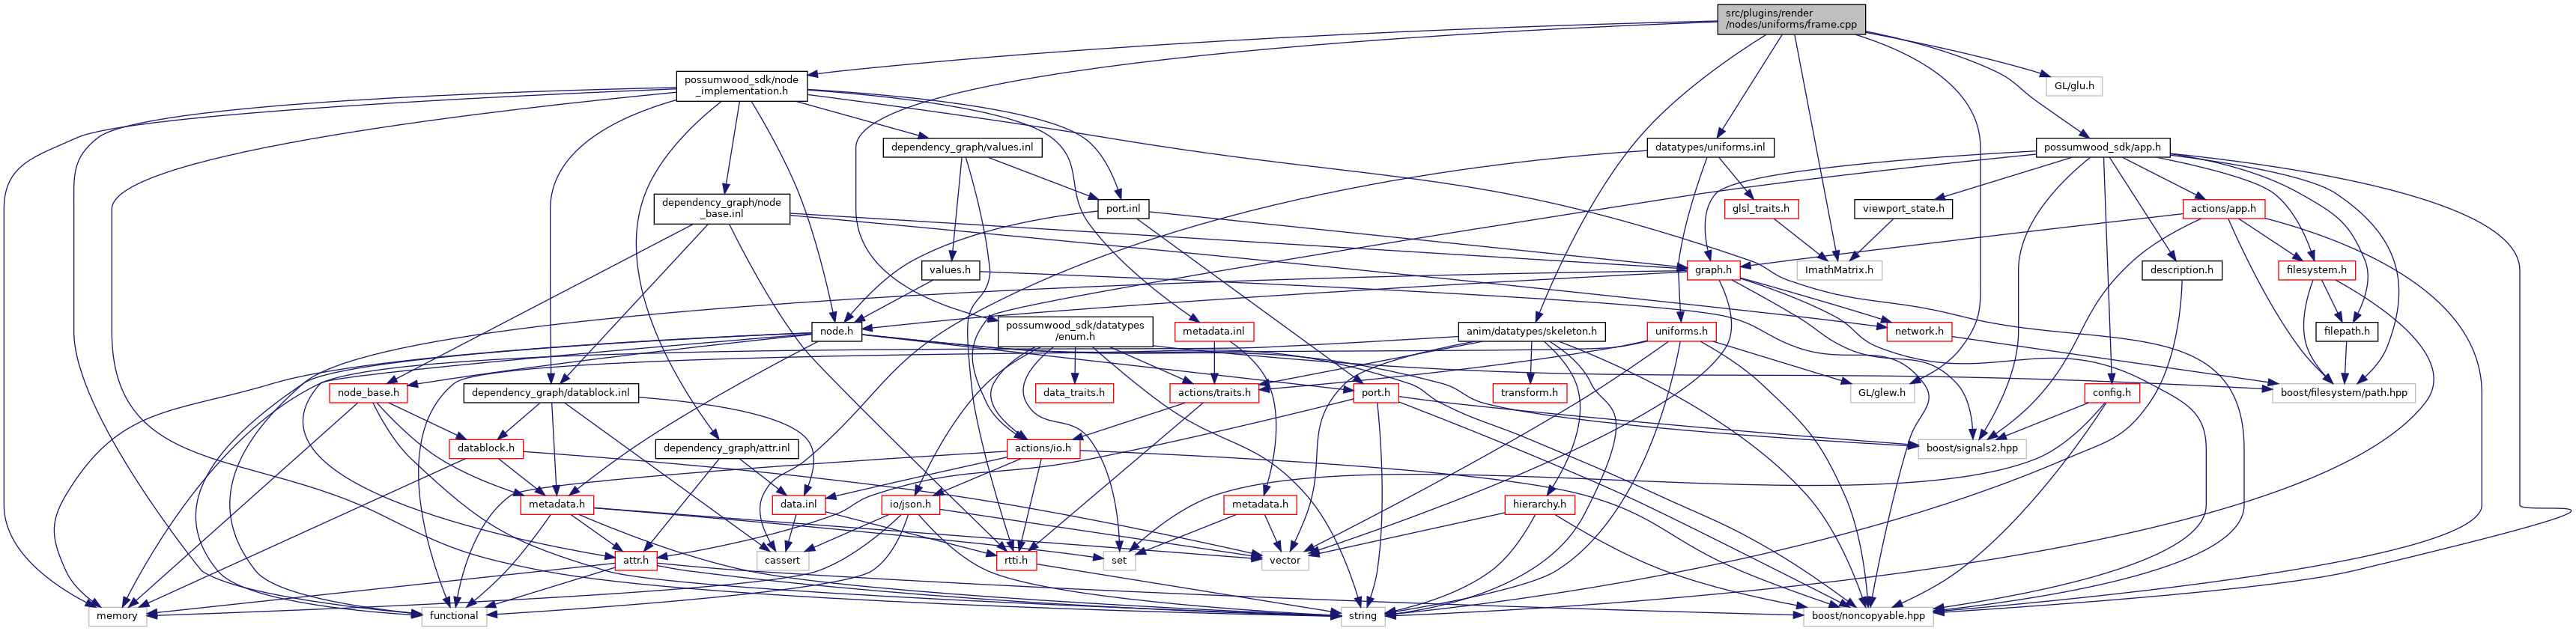 src/plugins/render
/nodes/uniforms/frame.cpp
possumwood_sdk/node
_implementation.h
GL/glu.h
dependency_graph/values.inl
datatypes/uniforms.inl
possumwood_sdk/app.h
dependency_graph/node
_base.inl
port.inl
glsl_traits.h
viewport_state.h
actions/app.h
values.h
graph.h
ImathMatrix.h
description.h
filesystem.h
node.h
possumwood_sdk/datatypes
/enum.h
metadata.inl
anim/datatypes/skeleton.h
uniforms.h
network.h
filepath.h
node_base.h
dependency_graph/datablock.inl
data_traits.h
actions/traits.h
transform.h
port.h
GL/glew.h
config.h
boost/filesystem/path.hpp
datablock.h
dependency_graph/attr.inl
actions/io.h
boost/signals2.hpp
metadata.h
data.inl
io/json.h
metadata.h
hierarchy.h
attr.h
cassert
rtti.h
set
vector
memory
functional
string
boost/noncopyable.hpp